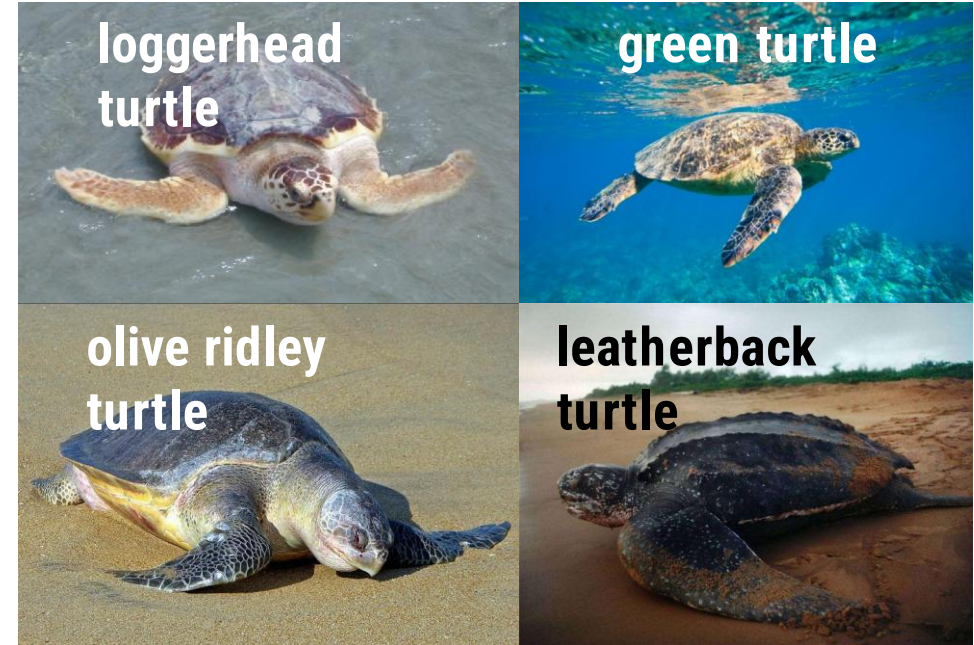 loggerhead
turtle
green turtle
olive ridley
turtle
leatherback
turtle